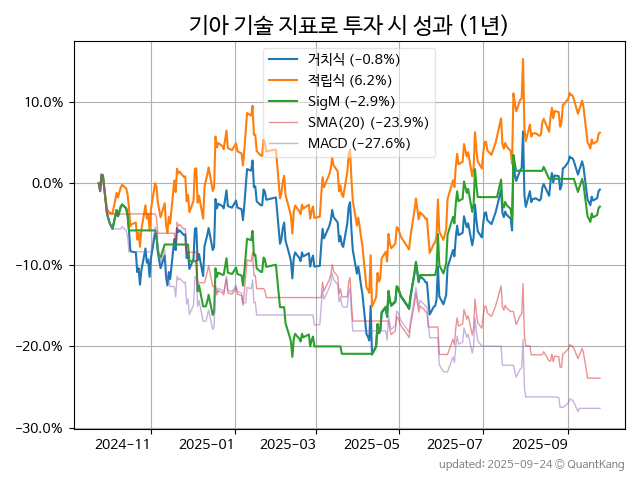 기아 기술 지표로 투자 시 성과 (1년)
거치식 (−0.8%)
적립식 (6.2%)
SigM (−2.9%)
SMA(20) (−23.9%)
MACD (−27.6%)
10.0%
0.0%
−10.0%
−20.0%
−30.0%
2024−11 2025−01 2025−03 2025−05 2025−07 2025−09
updated: 2025-09-24 © QuantKang